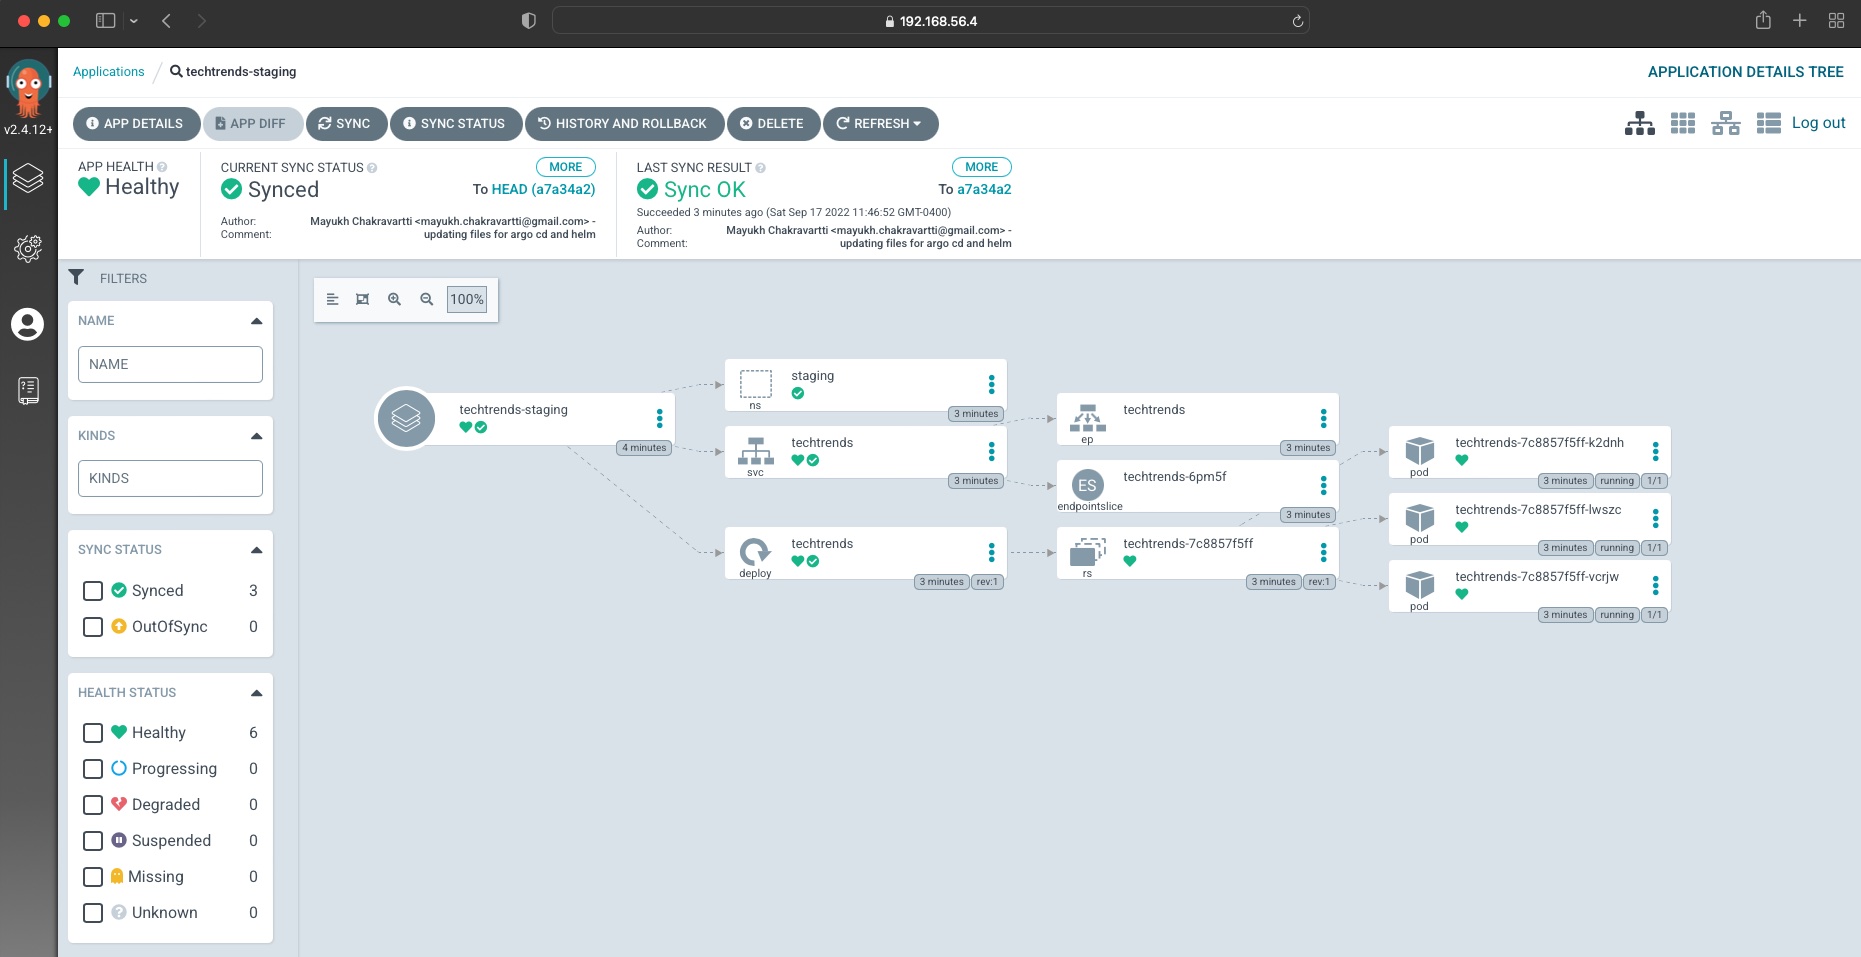 192.168.56.4
v2.4.12+
Applications / techtrends-staging
APPLICATION DETAILS TREE
APP DETAILS
APP DIFF
SYNC
SYNC STATUS
HISTORY AND ROLLBACK
DELETE
REFRESH
Log out
APP HEALTH
Healthy
CURRENT SYNC STATUS
MORE
Synced
To HEAD (a7a34a2)
Author: Mayukh Chakravartti <mayukh.chakravartti@gmail.com> -
Comment: updating files for argo cd and helm
LAST SYNC RESULT
MORE
Sync OK
To a7a34a2
Succeeded 3 minutes ago (Sat Sep 17 2022 11:46:52 GMT-0400)
Author: Mayukh Chakravartti <mayukh.chakravartti@gmail.com> -
Comment: updating files for argo cd and helm
FILTERS
NAME
NAME
KINDS
KINDS
SYNC STATUS
Synced 3
OutOfSync 0
HEALTH STATUS
Healthy 6
Progressing 0
Degraded 0
Suspended 0
Missing 0
Unknown 0
100%
techtrends-staging
4 minutes
staging
ns
3 minutes
techtrends
svc
3 minutes
techtrends
deploy
3 minutes rev:1
techtrends
ep
3 minutes
ES
techtrends-6pm5f
endpointslice
3 minutes
techtrends-7c8857f5ff
rs
3 minutes rev:1
techtrends-7c8857f5ff-k2dnh
pod
3 minutes running 1/1
techtrends-7c8857f5ff-lwszc
pod
3 minutes running 1/1
techtrends-7c8857f5ff-vcrjw
pod
3 minutes running 1/1